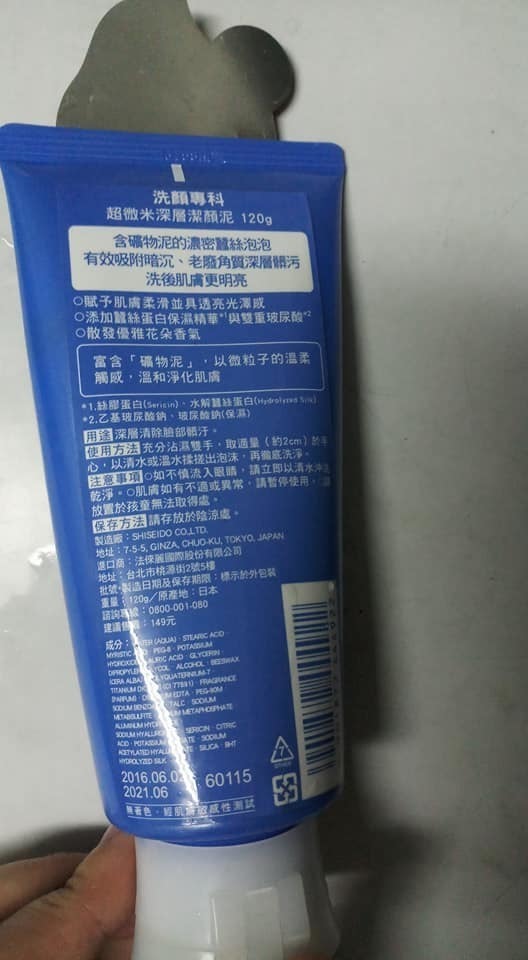 洗顏專科
超微米深層潔顏泥 120g
含礦物泥的濃密蠶絲泡泡
有效吸附暗沉、老廢角質深層髒污
洗後肌膚更明亮
○賦予肌膚柔滑並具透亮光澤感
○添加蠶絲蛋白保濕精華*1與雙重玻尿酸*2
○散發優雅花朵香氣
富含「礦物泥」，以微粒子的溫柔
觸感，溫和淨化肌膚
*1.絲膠蛋白(Sericin)、水解蠶絲蛋白(Hydrolyzed Silk)
*2.乙基玻尿酸鈉、玻尿酸鈉(保濕)
用途 深層清除臉部髒汙。
使用方法 充分沾濕雙手，取適量（約2cm）於手
心，以清水或溫水揉搓出泡沫，再徹底洗淨。
注意事項 ○如不慎流入眼睛，請立即以清水沖洗
乾淨。○肌膚如有不適或異常，請暫停使用。
放置於孩童無法取得處。
保存方法 請存放於陰涼處。
製造廠：SHISEIDO CO.,LTD.
地址：7-5-5, GINZA, CHUO-KU, TOKYO, JAPAN
進口商：法徠麗國際股份有限公司
地址：台北市桃源街2號5樓
批號、製造日期及保存期限：標示於外包裝
重量：120g／原產地：日本
諮詢專線：0800-001-080
建議售價：149元
成分：WATER (AQUA)・STEARIC ACID・
MYRISTIC PEG-8・POTASSIUM
HYDROXIDE LAURIC ACID・GLYCERIN・
DIPROPYLENE GLYCOL ALCOHOL・BEESWAX
(CERA ALBA) POLYQUATERNIUM-7・
TITANIUM DIOXIDE (CI 77891) FRAGRANCE
(PARFUM)・DISODIUM EDTA・PEG-90M・
SODIUM BENZOATE TALC・SODIUM
METABISULFITE METAPHOSPHATE
ALUMINUM HYDROXIDE
SODIUM HYALURONATE SERICIN・CITRIC
ACID・POTASSIUM SODIUM
ACETYLATED HYALURONATE・SILICA・BHT
HYDROLYZED SILK
2016.06.02 60115
2021.06
無著色・經肌膚敏感性測試
7